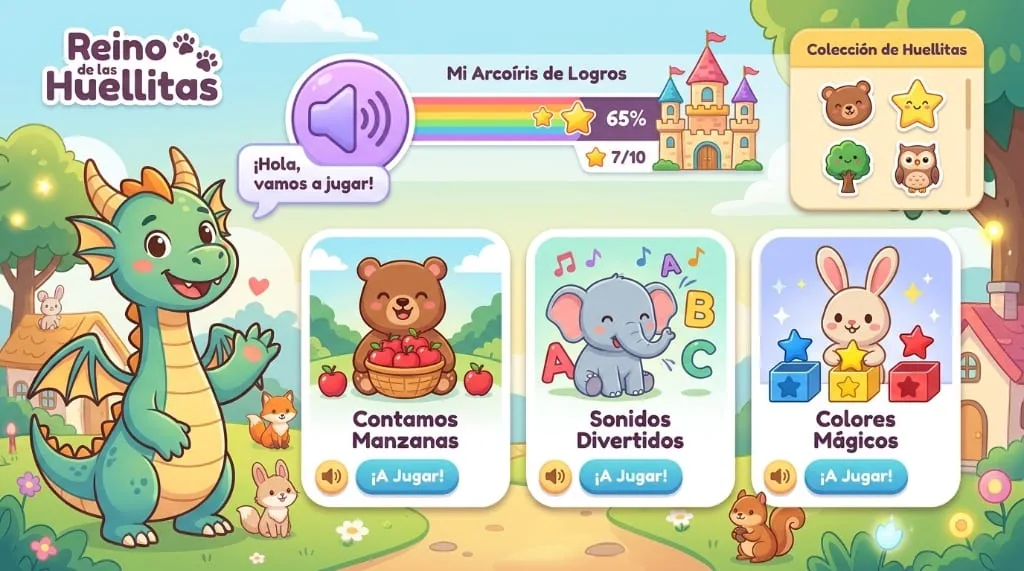 Reino
de las
Huellitas
Mi Arcoíris de Logros
65%
7/10
¡Hola,
vamos a jugar!
Colección de Huellitas
Contamos
Manzanas
¡A Jugar!
A
A
B
C
Sonidos
Divertidos
¡A Jugar!
Colores
Mágicos
¡A Jugar!